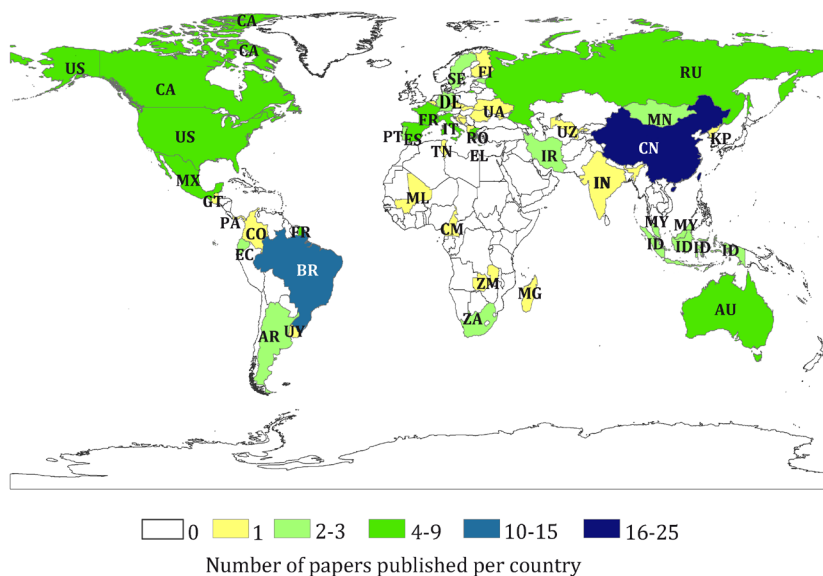 CA
CA
US
CA
RU
SE
FI
DE
UA
MN
US
FR
IT
PT
ES
RO
UZ
KP
CN
TN
EL
IR
MX
ML
IN
GT
PA
CO
FR
CM
MY
MY
EC
ID
ID
ID
ID
BR
ZM
MG
AU
ZA
UY
AR
0 1 2-3 4-9 10-15 16-25
Number of papers published per country